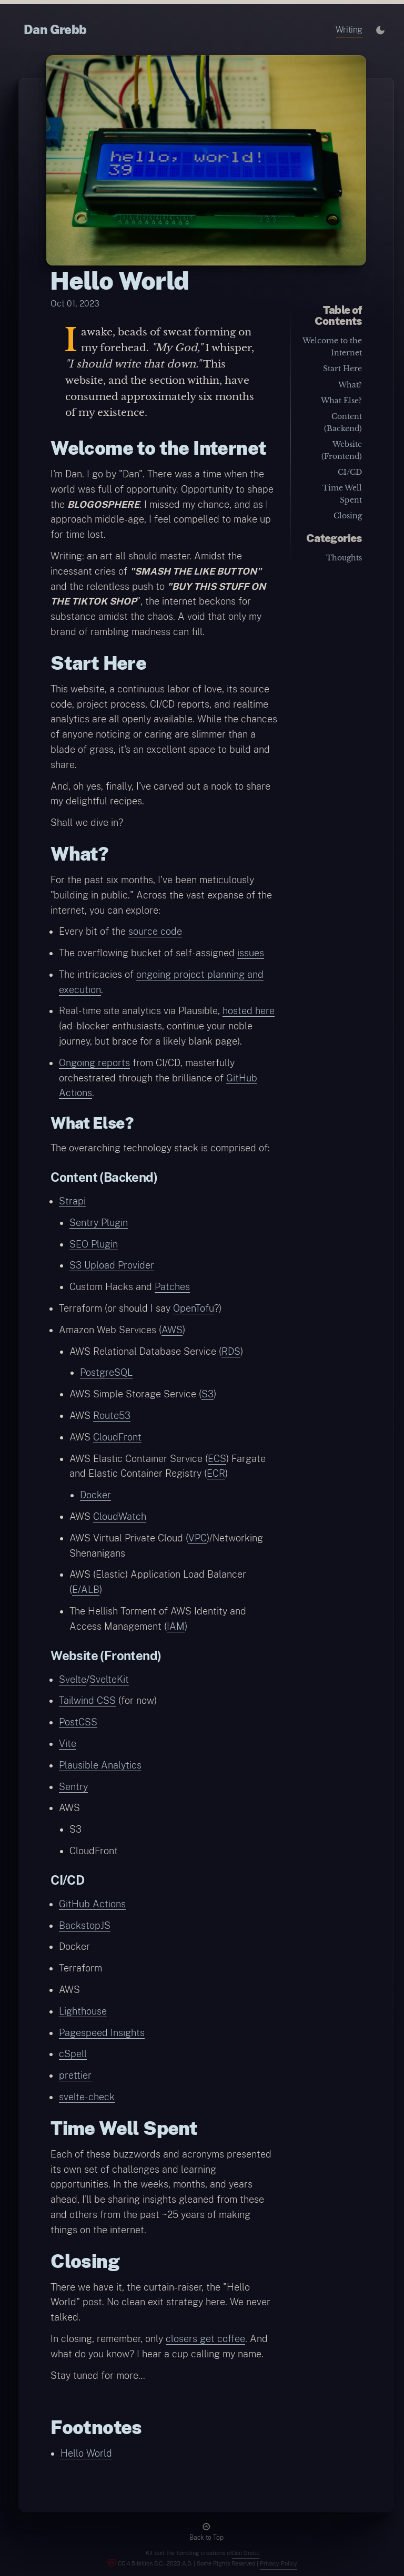 Dan Grebb
Writing
hello, world!
39
Hello World
Oct 01, 2023
I awake, beads of sweat forming on
my forehead. "My God," I whisper,
"I should write that down." This
website, and the section within, have
consumed approximately six months
of my existence.
Table of
Contents
Welcome to the
Internet
Start Here
What?
What Else?
Content
(Backend)
Website
(Frontend)
CI/CD
Time Well
Spent
Closing
Categories
Thoughts
Welcome to the Internet
I'm Dan. I go by "Dan". There was a time when the
world was full of opportunity. Opportunity to shape
the BLOGOSPHERE. I missed my chance, and as I
approach middle-age, I feel compelled to make up
for time lost.
Writing: an art all should master. Amidst the
incessant cries of "SMASH THE LIKE BUTTON"
and the relentless push to "BUY THIS STUFF ON
THE TIKTOK SHOP", the internet beckons for
substance amidst the chaos. A void that only my
brand of rambling madness can fill.
Start Here
This website, a continuous labor of love, its source
code, project process, CI/CD reports, and realtime
analytics are all openly available. While the chances
of anyone noticing or caring are slimmer than a
blade of grass, it's an excellent space to build and
share.
And, oh yes, finally, I've carved out a nook to share
my delightful recipes.
Shall we dive in?
What?
For the past six months, I've been meticulously
"building in public." Across the vast expanse of the
internet, you can explore:
Every bit of the source code
The overflowing bucket of self-assigned issues
The intricacies of ongoing project planning and
execution.
Real-time site analytics via Plausible, hosted here
(ad-blocker enthusiasts, continue your noble
journey, but brace for a likely blank page).
Ongoing reports from CI/CD, masterfully
orchestrated through the brilliance of GitHub
Actions.
What Else?
The overarching technology stack is comprised of:
Content (Backend)
Strapi
Sentry Plugin
SEO Plugin
S3 Upload Provider
Custom Hacks and Patches
Terraform (or should I say OpenTofu?)
Amazon Web Services (AWS)
AWS Relational Database Service (RDS)
PostgreSQL
AWS Simple Storage Service (S3)
AWS Route53
AWS CloudFront
AWS Elastic Container Service (ECS) Fargate
and Elastic Container Registry (ECR)
Docker
AWS CloudWatch
AWS Virtual Private Cloud (VPC)/Networking
Shenanigans
AWS (Elastic) Application Load Balancer
(E/ALB)
The Hellish Torment of AWS Identity and
Access Management (IAM)
Website (Frontend)
Svelte/SvelteKit
Tailwind CSS (for now)
PostCSS
Vite
Plausible Analytics
Sentry
AWS
S3
CloudFront
CI/CD
GitHub Actions
BackstopJS
Docker
Terraform
AWS
Lighthouse
Pagespeed Insights
cSpell
prettier
svelte-check
Time Well Spent
Each of these buzzwords and acronyms presented
its own set of challenges and learning
opportunities. In the weeks, months, and years
ahead, I'll be sharing insights gleaned from these
and others from the past ~25 years of making
things on the internet.
Closing
There we have it, the curtain-raiser, the "Hello
World" post. No clean exit strategy here. We never
talked.
In closing, remember, only closers get coffee. And
what do you know? I hear a cup calling my name.
Stay tuned for more...
Footnotes
Hello World
Back to Top
All text the fumbling creations of Dan Grebb
4.5 billion B.C.-2023 A.D. | Some Rights Reserved | Privacy Policy